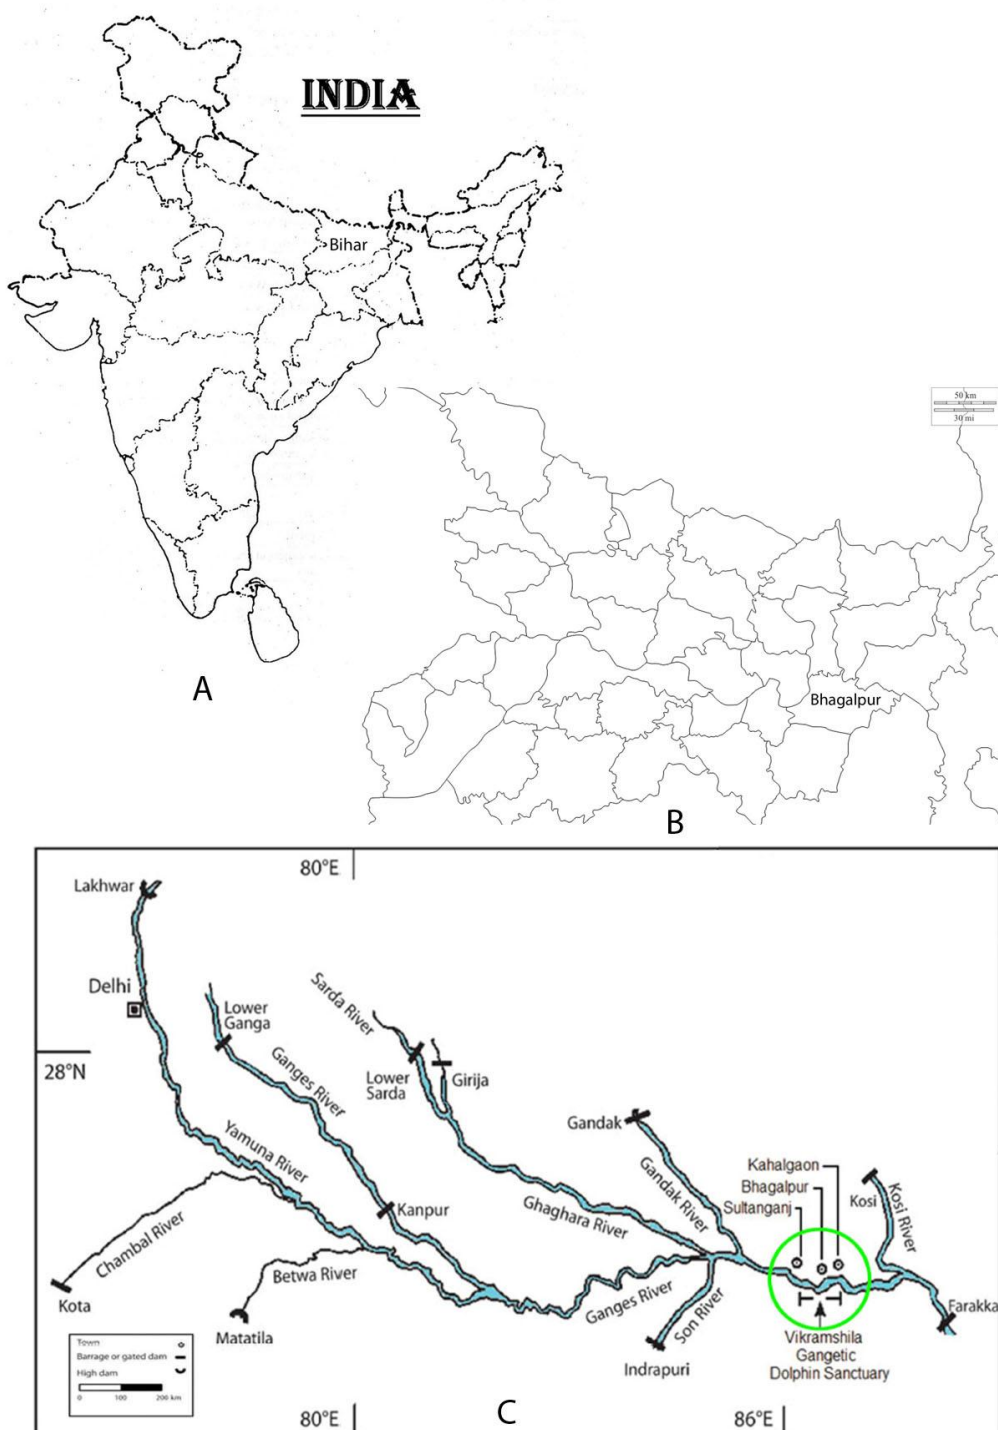 INDIA
Bihar
A
50 km
30 mi
Bhagalpur
B
80°E
Lakhwar
Delhi
28°N
Lower
Ganga
Ganges River
Sarda River
Lower
Sarda
Girija
Yamuna River
Chambal River
Kota
Betwa River
Matatila
Kanpur
Ghaghara River
Gandak
Gandak River
Ganges River
Son River
Indrapuri
Kahalgaon
Bhagalpur
Sultanganj
Kosi
Kosi River
Farakka
Vikramshila
Gangetic
Dolphin Sanctuary
Town
Barrage or gated dam
High dam
0 100 200 km
80°E
C
86°E